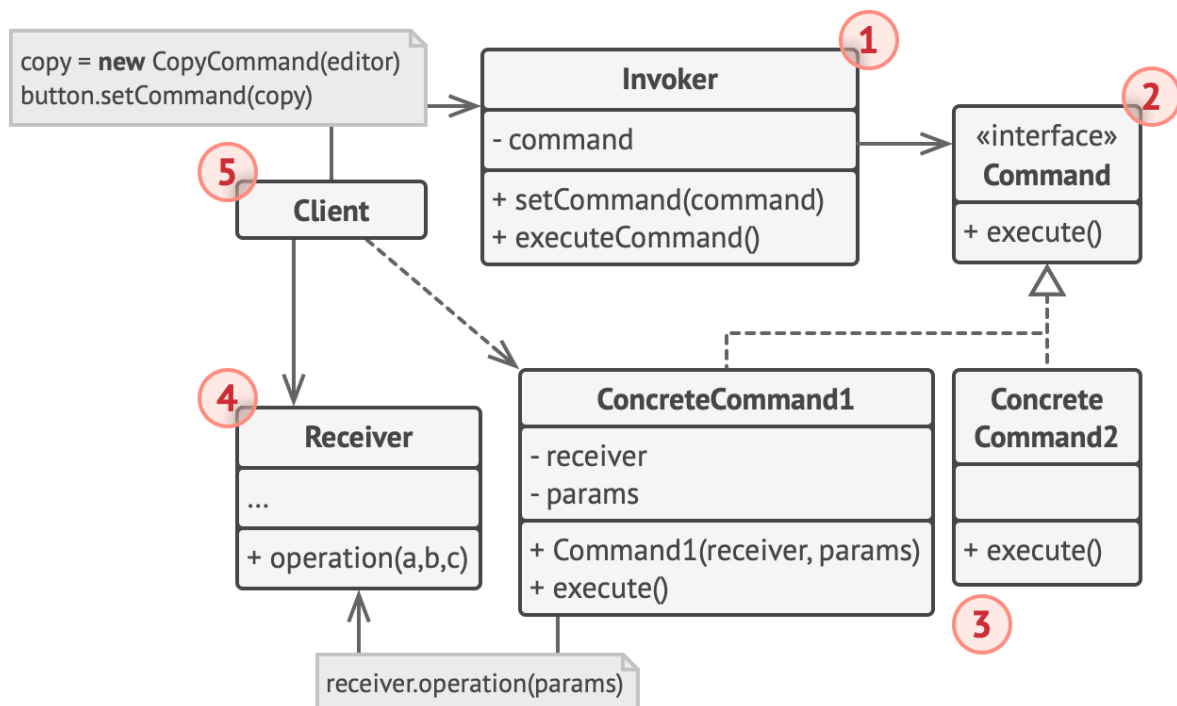 copy = new CopyCommand(editor)
button.setCommand(copy)
1
Invoker
- command
+ setCommand(command)
+ executeCommand()
2
«interface»
Command
+ execute()
5
Client
4
Receiver
...
+ operation(a,b,c)
ConcreteCommand1
- receiver
- params
+ Command1(receiver, params)
+ execute()
Concrete
Command2
+ execute()
3
receiver.operation(params)